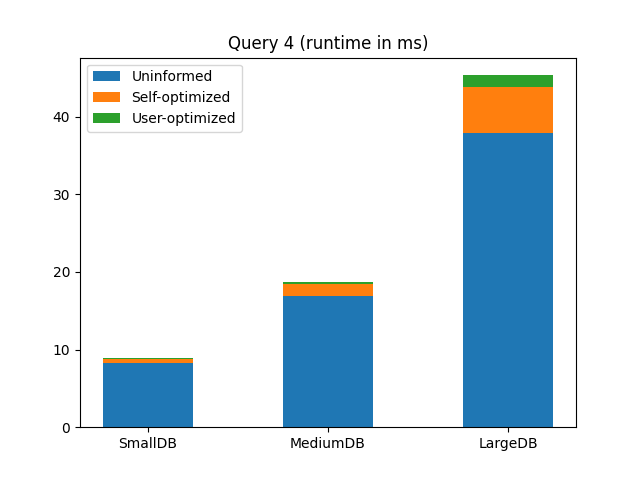 Query 4 (runtime in ms)
Uninformed
Self-optimized
User-optimized
40
30
20
10
0
SmallDB
MediumDB
LargeDB